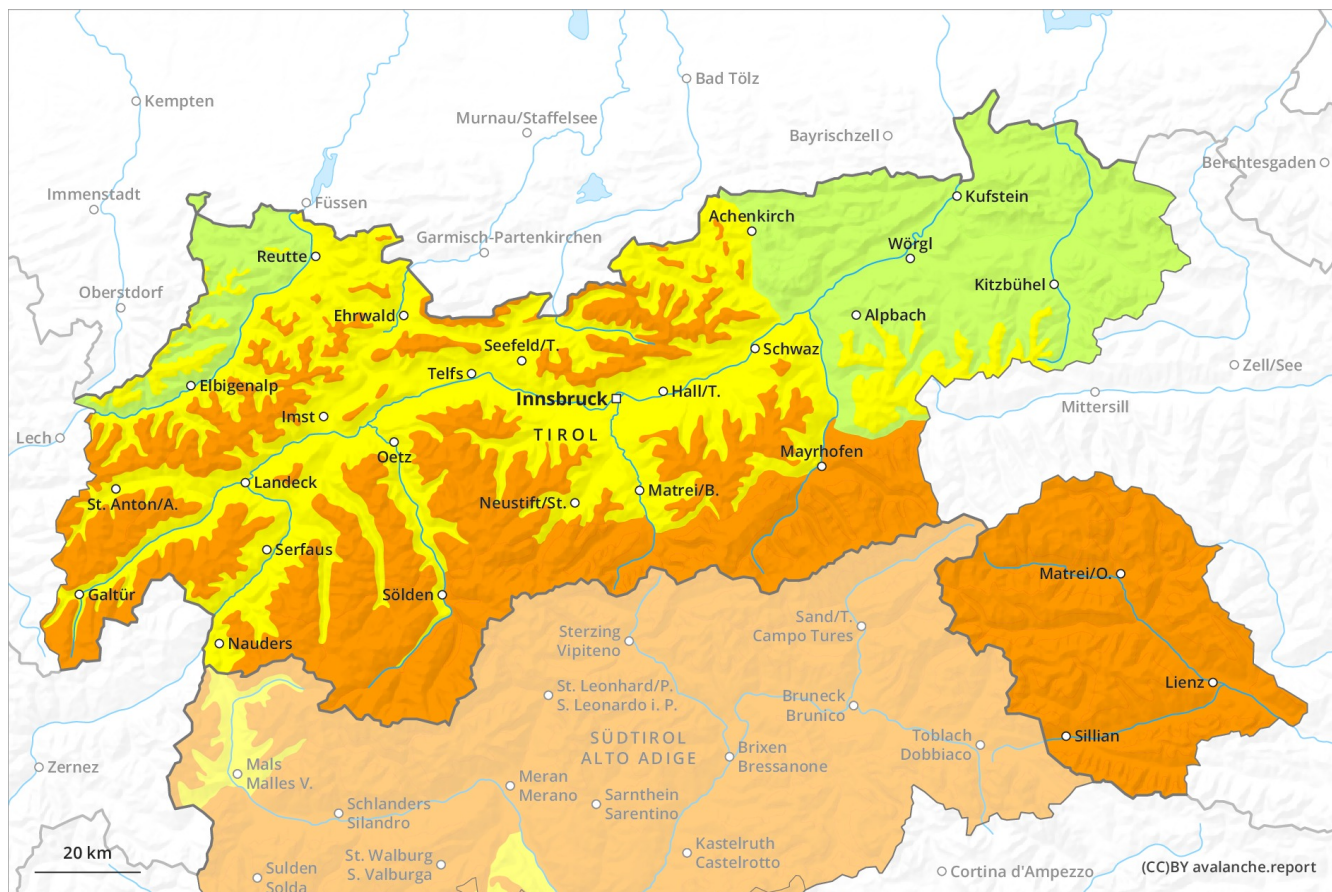 Bad Tölz
Kempten
Murnau/Staffelsee
Bayrischzell
Berchtesgaden
Immenstadt
Kufstein
Füssen
Achenkirch
Garmisch-Partenkirchen
Wörgl
Reutte
Kitzbühel
Oberstdorf
Ehrwald
Alpbach
Seefeld/T.
Schwaz
Zell/See
Telfs
Elbigenalp
Hall/T.
Innsbruck
Mittersill
Imst
Lech
TIROL
Mayrhofen
Oetz
Landeck
Matrei/B.
St. Anton/A.
Neustift/St.
Serfaus
Matrei/O.
Galtür
Sölden
Sand/T.
Campo Tures
Sterzing
Vipiteno
Nauders
Lienz
St. Leonhard/P.
S. Leonardo i. P.
Bruneck
Brunico
Toblach
Dobbiaco
Sillian
SÜDTIROL
ALTO ADIGE
Brixen
Bressanone
Zernez
Mals
Malles V.
Meran
Merano
Sarnthein
Sarentino
Schlanders
Silandro
Kastelruth
Castelrotto
20 km
St. Walburg
S. Valburga
Sulden
Solda
Cortina d'Ampezzo
(CC)BY avalanche.report